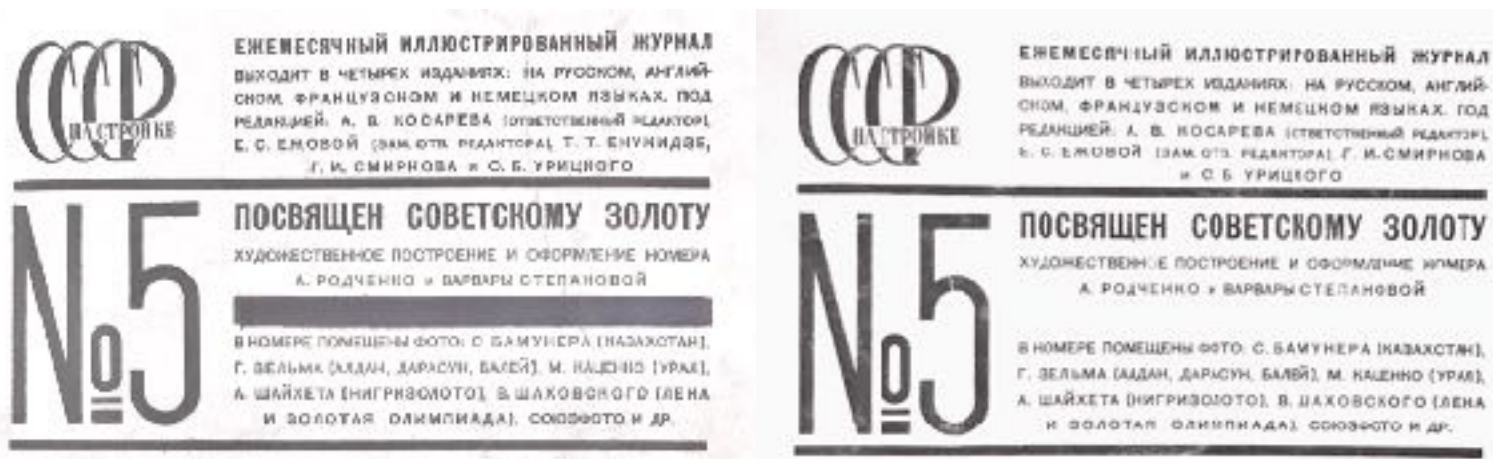 СССР
НА СТРОЙКЕ
ЕЖЕМЕСЯЧНЫЙ ИЛЛЮСТРИРОВАННЫЙ ЖУРНАЛ
ВЫХОДИТ В ЧЕТЫРЕХ ИЗДАНИЯХ: НА РУССКОМ, АНГЛИЙ-
СКОМ, ФРАНЦУЗСКОМ И НЕМЕЦКОМ ЯЗЫКАХ. ПОД
РЕДАКЦИЕЙ: А. В. КОСАРЕВА (ОТВЕТСТВЕННЫЙ РЕДАКТОР),
Е. С. ЕЖОВОЙ (ЗАМ. ОТВ. РЕДАКТОРА), Т. Т. ЕНУКИДЗЕ,
Г. И. СМИРНОВА и С. Б. УРИЦКОГО
№5
ПОСВЯЩЕН СОВЕТСКОМУ ЗОЛОТУ
ХУДОЖЕСТВЕННОЕ ПОСТРОЕНИЕ И ОФОРМЛЕНИЕ НОМЕРА
А. РОДЧЕНКО и ВАРВАРЫ СТЕПАНОВОЙ
В НОМЕРЕ ПОМЕЩЕНЫ ФОТО: С. БАМУНЕРА (КАЗАХСТАН),
Г. ЗЕЛЬМА (АЛДАН, ДАРАСУН, БАЛЕЙ), М. КАЦЕНКО (УРАЛ),
А. ШАЙХЕТА (НИГРИЗОЛОТО), В. ШАХОВСКОГО (ЛЕНА
И ЗОЛОТАЯ ОЛИМПИАДА), СОЮЗФОТО И ДР.
СССР
НА СТРОЙКЕ
ЕЖЕМЕСЯЧНЫЙ ИЛЛЮСТРИРОВАННЫЙ ЖУРНАЛ
ВЫХОДИТ В ЧЕТЫРЕХ ИЗДАНИЯХ: НА РУССКОМ, АНГЛИЙ-
СКОМ, ФРАНЦУЗСКОМ И НЕМЕЦКОМ ЯЗЫКАХ. ПОД
РЕДАКЦИЕЙ: А. В. КОСАРЕВА (ОТВЕТСТВЕННЫЙ РЕДАКТОР),
Е. С. ЕЖОВОЙ (ЗАМ. ОТВ. РЕДАКТОРА), Г. И. СМИРНОВА
и С. Б. УРИЦКОГО
№5
ПОСВЯЩЕН СОВЕТСКОМУ ЗОЛОТУ
ХУДОЖЕСТВЕННОЕ ПОСТРОЕНИЕ И ОФОРМЛЕНИЕ НОМЕРА
А. РОДЧЕНКО и ВАРВАРЫ СТЕПАНОВОЙ
В НОМЕРЕ ПОМЕЩЕНЫ ФОТО: С. БАМУНЕРА (КАЗАХСТАН),
Г. ЗЕЛЬМА (АЛДАН, ДАРАСУН, БАЛЕЙ), М. КАЦЕНКО (УРАЛ),
А. ШАЙХЕТА (НИГРИЗОЛОТО), В. ШАХОВСКОГО (ЛЕНА
И ЗОЛОТАЯ ОЛИМПИАДА), СОЮЗФОТО И ДР.